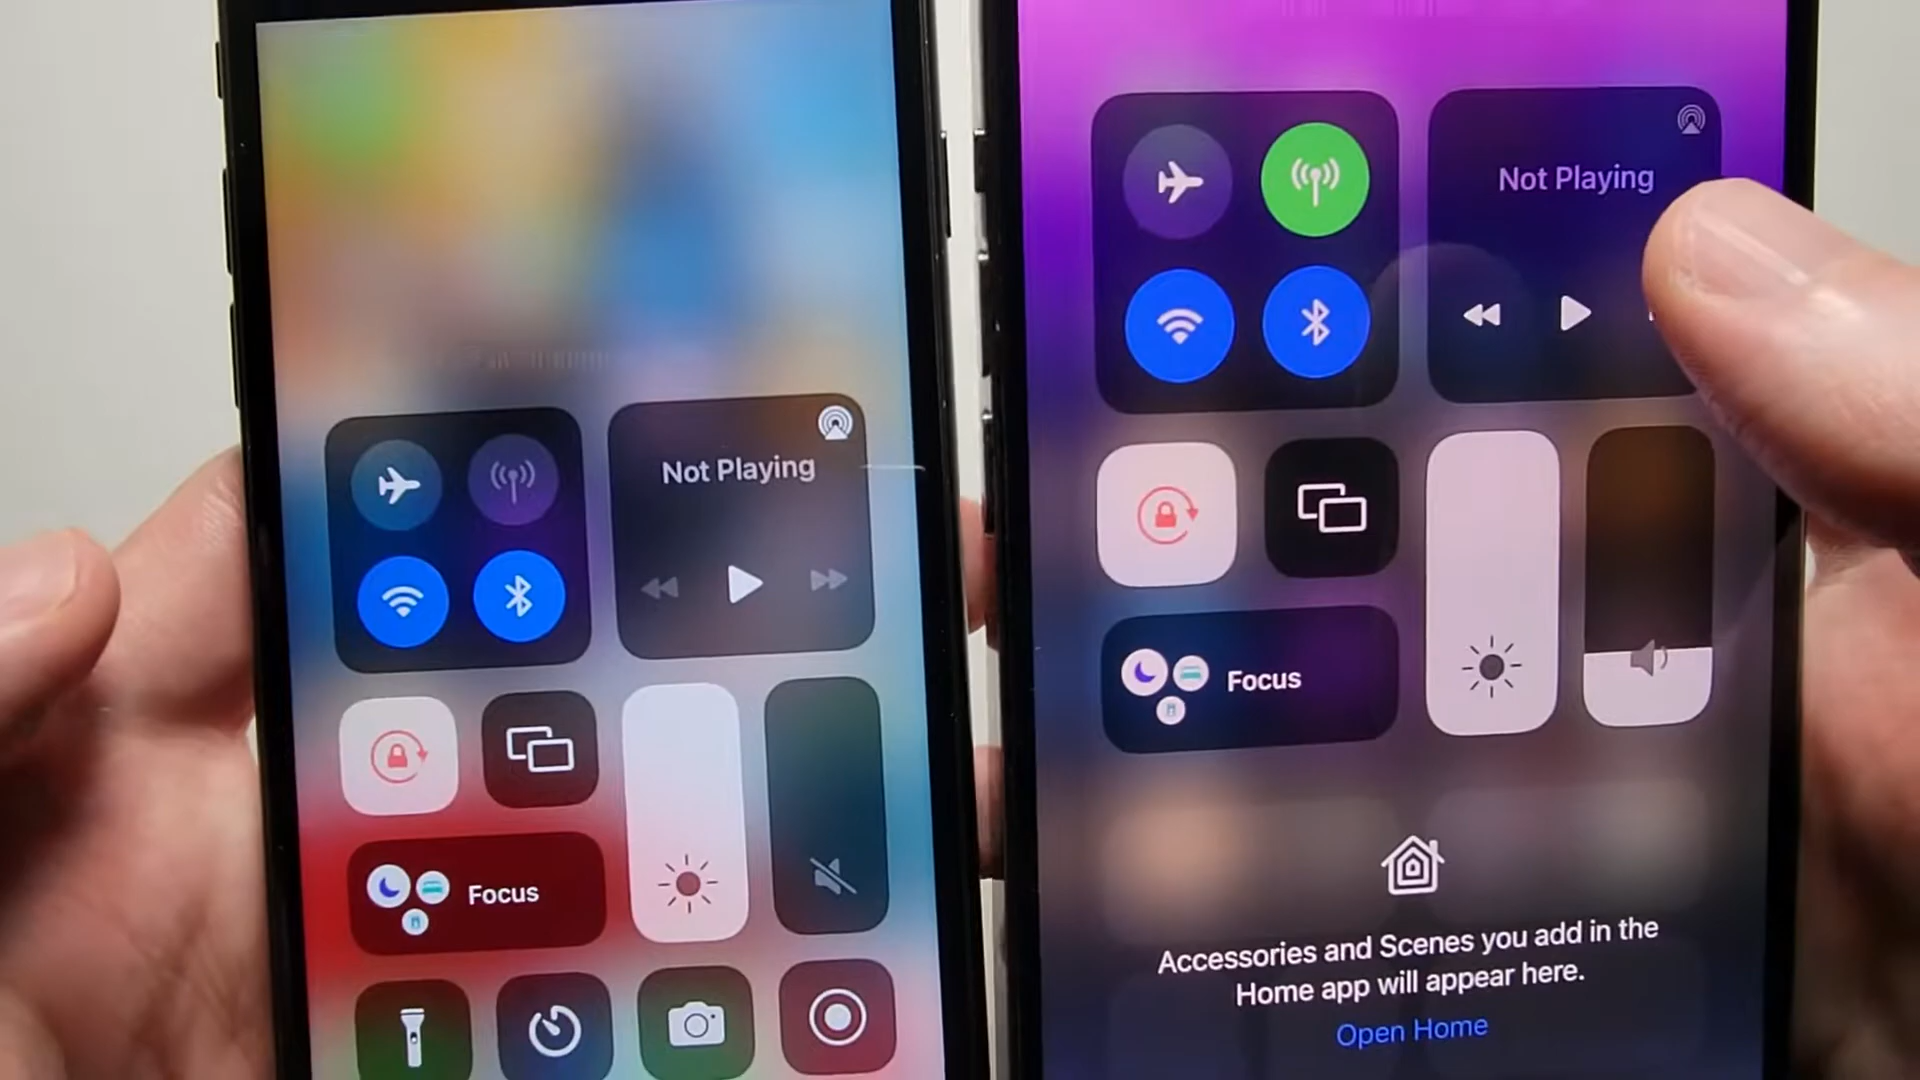 Not Playing
Focus
Not Playing
Focus
Accessories and Scenes you add in the
Home app will appear here.
Open Home